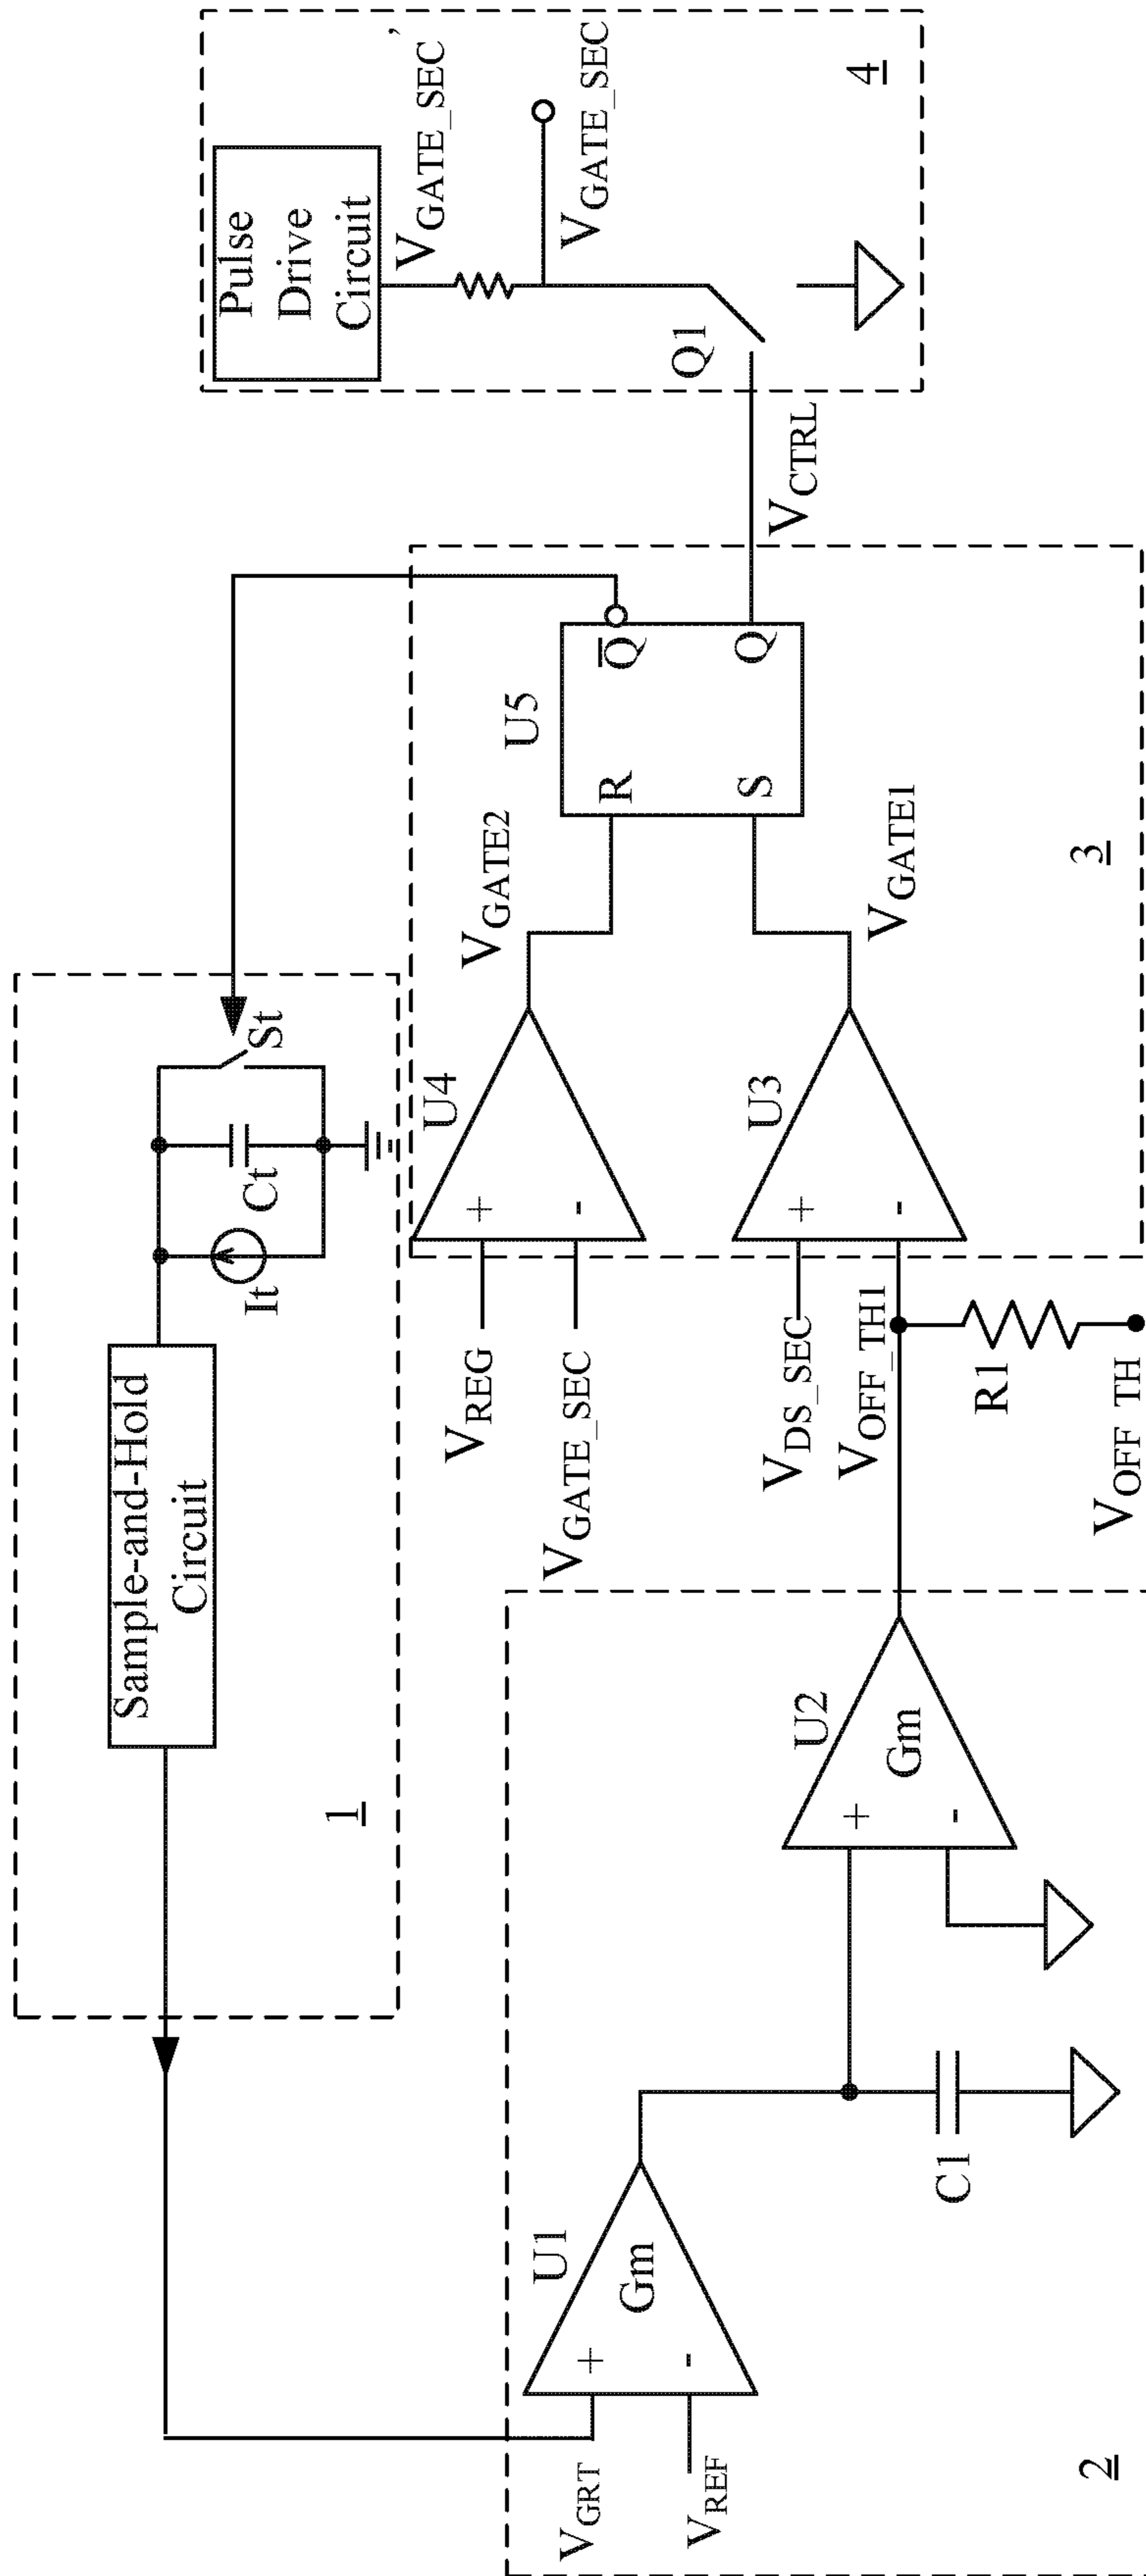 Sample-and-Hold
Circuit
It
Ct
St
1
Pulse
Drive
Circuit
VGATE_SEC'
VGATE_SEC
Q1
4
VGRT
VREF
+
-
Gm
U1
C1
+
-
Gm
U2
2
VREG
VGATE_SEC
+
-
U4
VGATE2
VDS_SEC
VOFF_TH1
+
-
U3
VGATE1
R1
VOFF_TH
U5
R
S
Q̅
Q
3
VCTRL